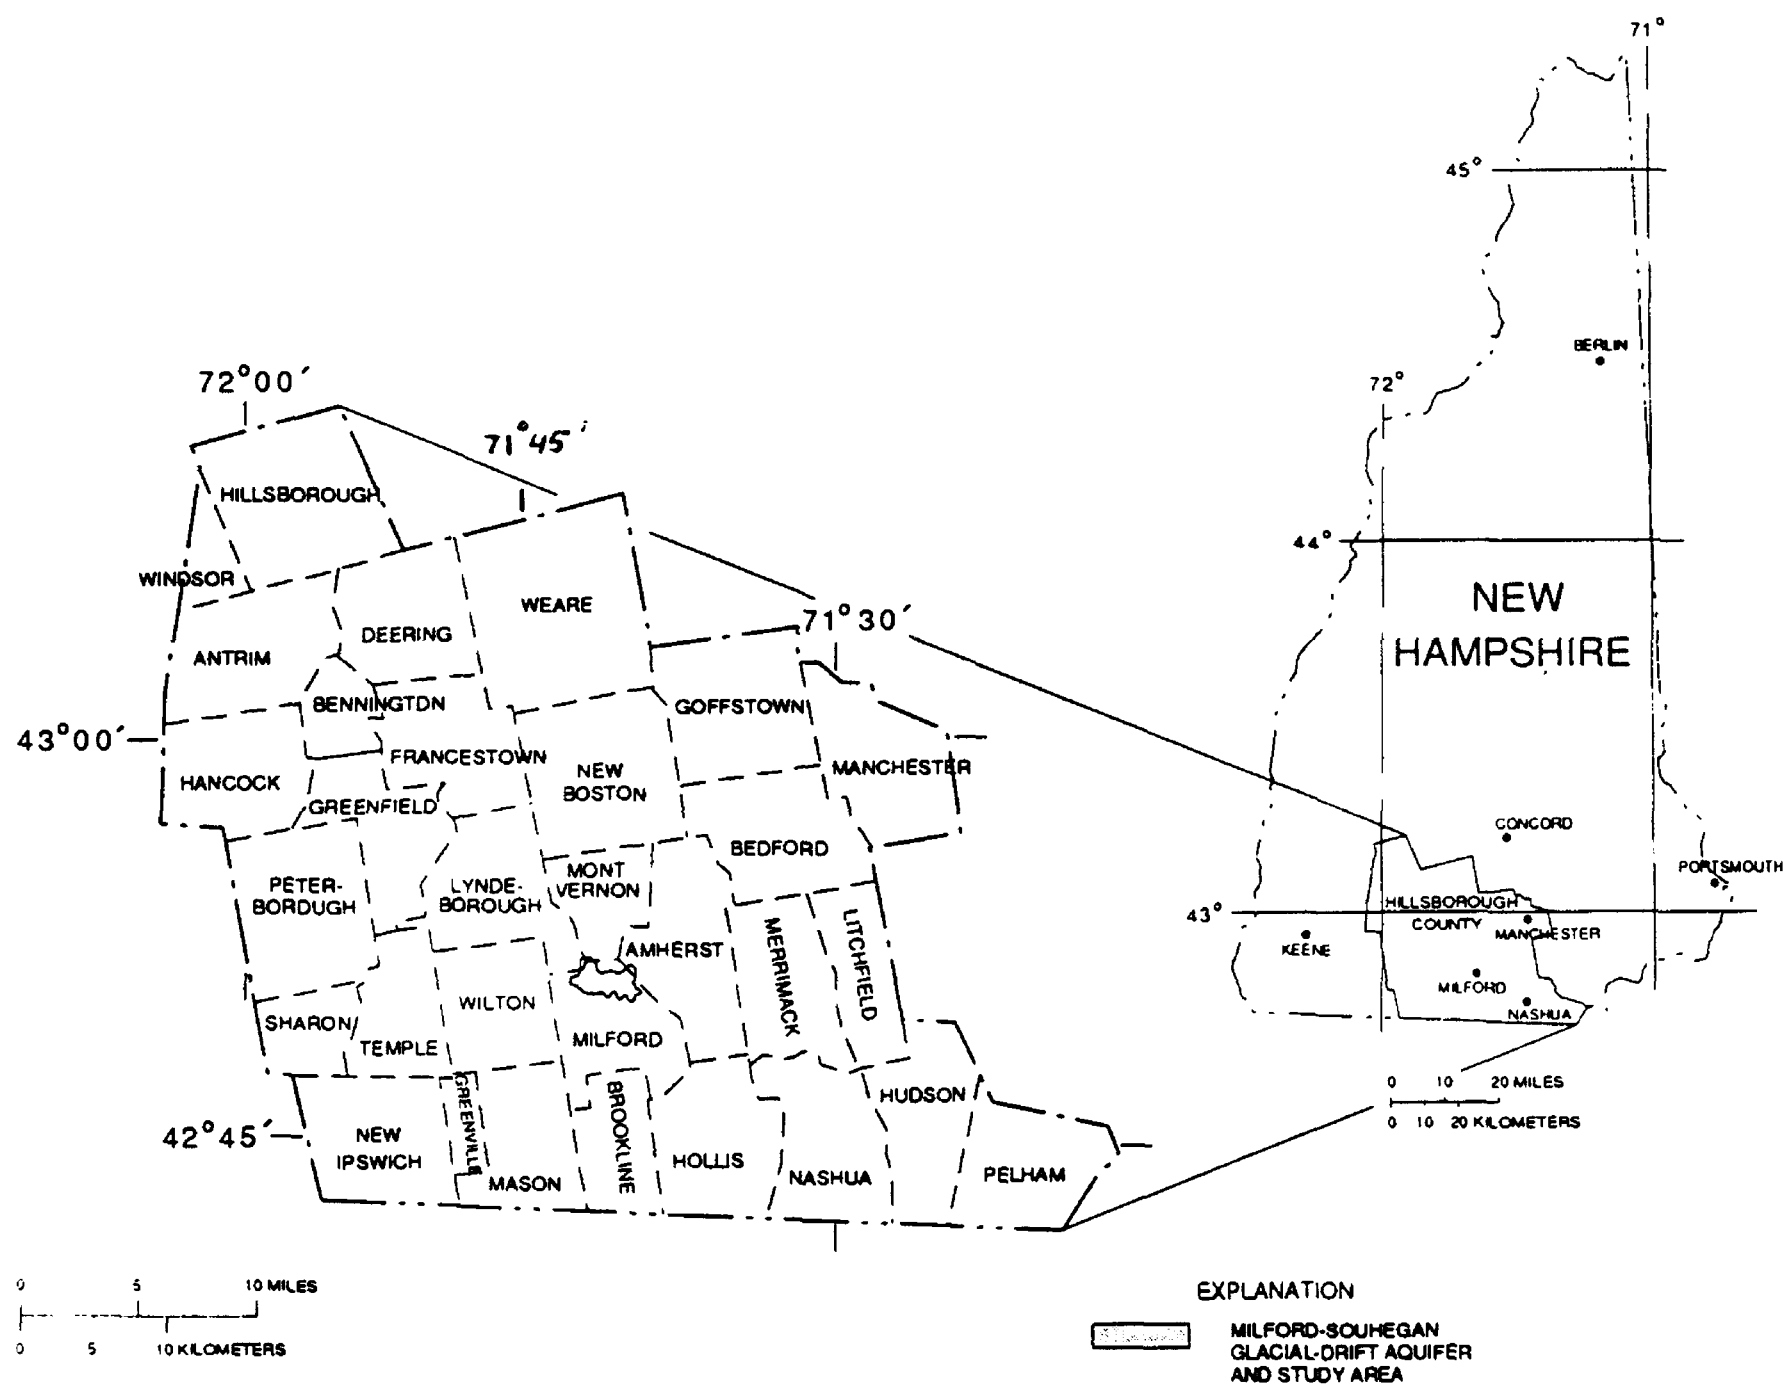 71°
45°
BERLIN
72°
44°
NEW
HAMPSHIRE
CONCORD
PORTSMOUTH
43°
HILLSBOROUGH
COUNTY
MANCHESTER
KEENE
MILFORD
NASHUA
0 10 20 MILES
0 10 20 KILOMETERS
72°00′
71°45′
71°30′
HILLSBOROUGH
WINDSOR
WEARE
DEERING
ANTRIM
BENNINGTDN
GOFFSTOWN
43°00′
FRANCESTOWN
HANCOCK
NEW
BOSTON
MANCHESTER
GREENFIELD
BEDFORD
MONT
VERNON
PETER-
BORDUGH
LYNDE-
BOROUGH
LITCHFIELD
MERRIMACK
AMHERST
WILTON
SHARON
TEMPLE
MILFORD
HUDSON
GREENVILLE
BROOKLINE
42°45′
NEW
IPSWICH
HOLLIS
MASON
NASHUA
PELHAM
0 5 10 MILES
0 5 10 KILOMETERS
EXPLANATION
MILFORD-SOUHEGAN
GLACIAL-DRIFT AQUIFER
AND STUDY AREA